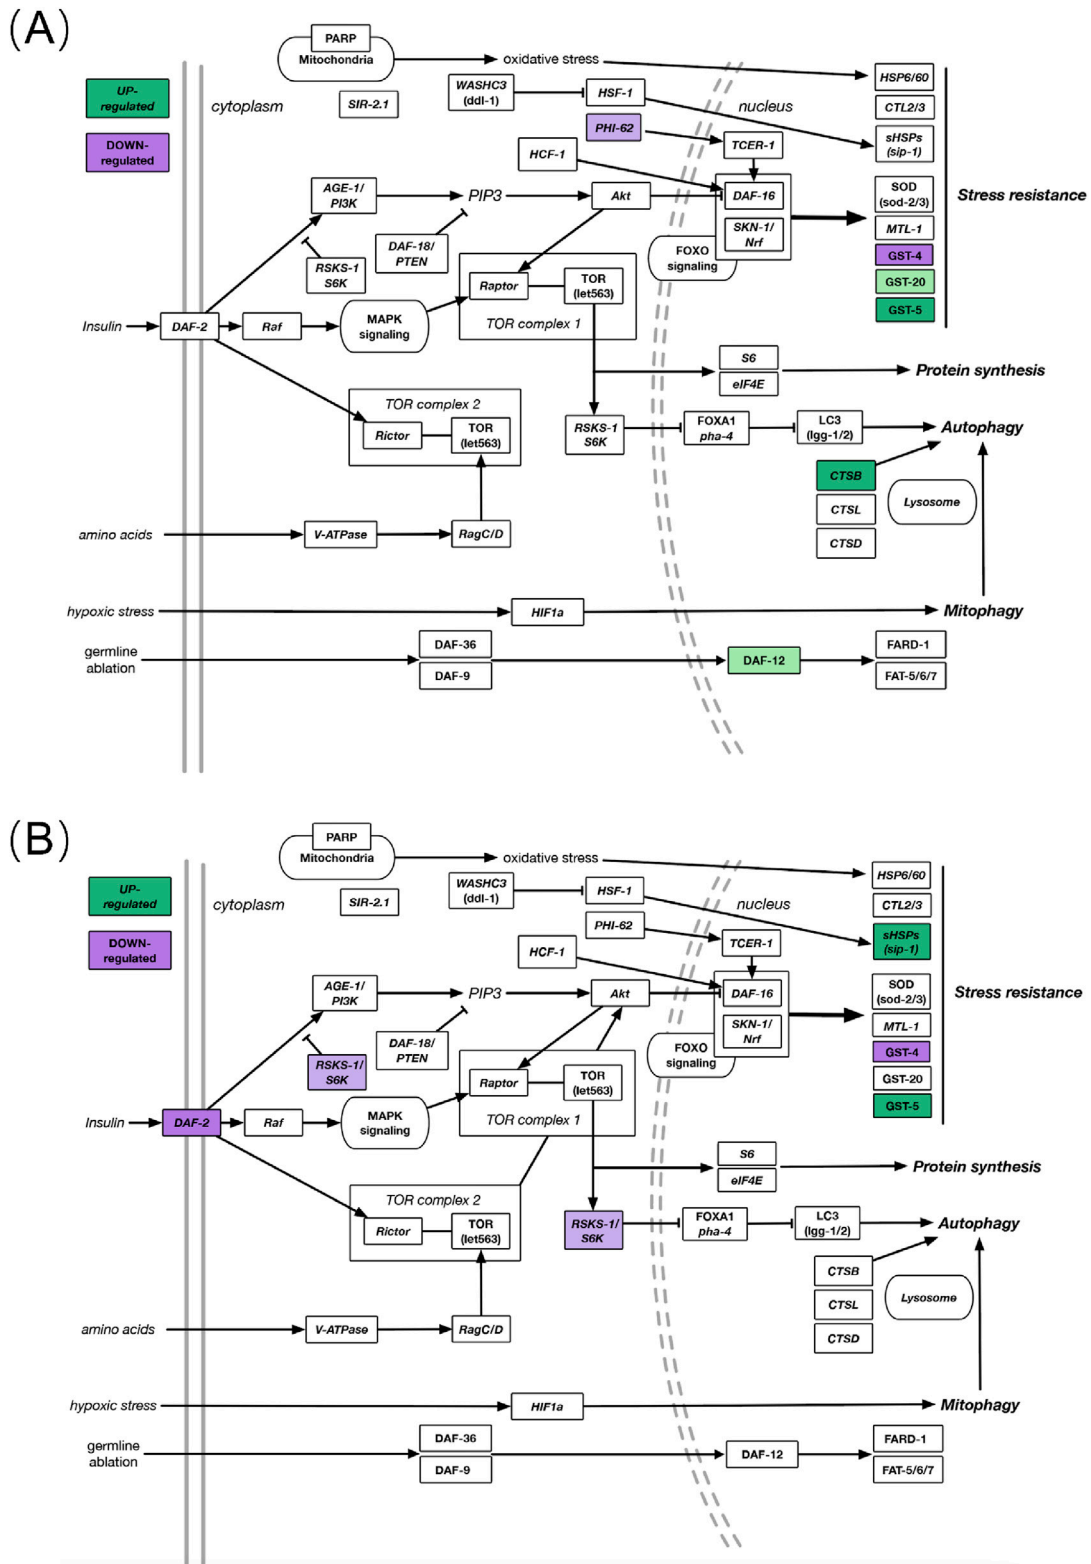 (A)
PARP
Mitochondria
oxidative stress
UP-
regulated
cytoplasm
SIR-2.1
WASHC3
(ddl-1)
HSF-1
nucleus
HSP6/60
CTL2/3
sHSPs
(sip-1)
DOWN-
regulated
PHI-62
TCER-1
HCF-1
AGE-1/
PI3K
PIP3
Akt
DAF-16
SKN-1/
Nrf
SOD
(sod-2/3)
MTL-1
GST-4
GST-20
GST-5
Stress resistance
DAF-18/
PTEN
RSKS-1
S6K
FOXO
signaling
Raptor
TOR
(let563)
TOR complex 1
Insulin
DAF-2
Raf
MAPK
signaling
S6
eIF4E
Protein synthesis
TOR complex 2
Rictor
TOR
(let563)
RSKS-1
S6K
FOXA1
pha-4
LC3
(lgg-1/2)
Autophagy
CTSB
CTSL
CTSD
Lysosome
amino acids
V-ATPase
RagC/D
hypoxic stress
HIF1a
Mitophagy
germline
ablation
DAF-36
DAF-9
DAF-12
FARD-1
FAT-5/6/7
(B)
PARP
Mitochondria
oxidative stress
UP-
regulated
cytoplasm
SIR-2.1
WASHC3
(ddl-1)
HSF-1
nucleus
HSP6/60
CTL2/3
sHSPs
(sip-1)
DOWN-
regulated
PHI-62
TCER-1
HCF-1
AGE-1/
PI3K
PIP3
Akt
DAF-16
SKN-1/
Nrf
SOD
(sod-2/3)
MTL-1
GST-4
GST-20
GST-5
Stress resistance
DAF-18/
PTEN
RSKS-1/
S6K
FOXO
signaling
Raptor
TOR
(let563)
TOR complex 1
Insulin
DAF-2
Raf
MAPK
signaling
S6
eIF4E
Protein synthesis
TOR complex 2
Rictor
TOR
(let563)
RSKS-1/
S6K
FOXA1
pha-4
LC3
(lgg-1/2)
Autophagy
CTSB
CTSL
CTSD
Lysosome
amino acids
V-ATPase
RagC/D
hypoxic stress
HIF1a
Mitophagy
germline
ablation
DAF-36
DAF-9
DAF-12
FARD-1
FAT-5/6/7